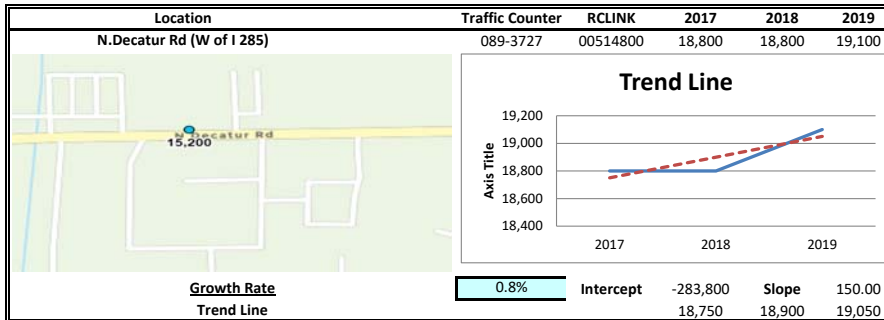 Location Traffic Counter RCLINK 2017 2018 2019
N.Decatur Rd (W of I 285) 089-3727 00514800 18,800 18,800 19,100
N Decatur Rd
15,200
Trend Line
Axis Title
19,200
19,000
18,800
18,600
18,400
2017 2018 2019
Growth Rate 0.8% Intercept -283,800 Slope 150.00
Trend Line 18,750 18,900 19,050